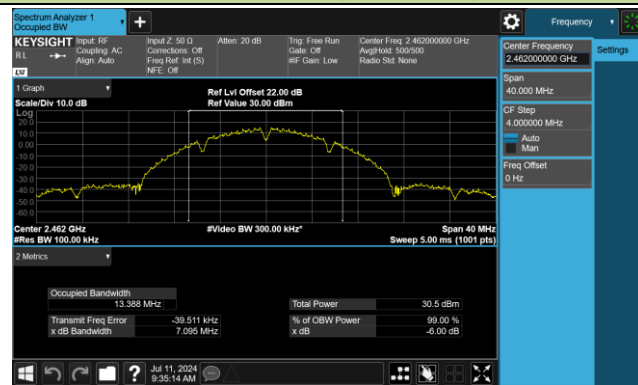 Spectrum Analyzer 1
Occupied BW
Frequency
KEYSIGHT
R L
LXI
Input: RF
Coupling: AC
Align: Auto
Input Z: 50 Ω
Corrections: Off
Freq Ref: Int (S)
NFE: Off
Atten: 20 dB
Trig: Free Run
Gate: Off
#IF Gain: Low
Center Freq: 2.462000000 GHz
Avg|Hold: 500/500
Radio Std: None
Center Frequency
2.462000000 GHz
Settings
Span
40.000 MHz
CF Step
4.000000 MHz
Auto
Man
Freq Offset
0 Hz
1 Graph
Scale/Div 10.0 dB
Ref Lvl Offset 22.00 dB
Ref Value 30.00 dBm
Log
20.0
10.0
0.00
-10.0
-20.0
-30.0
-40.0
-50.0
-60.0
Center 2.462 GHz
#Res BW 100.00 kHz
#Video BW 300.00 kHz*
Span 40 MHz
Sweep 5.00 ms (1001 pts)
2 Metrics
Occupied Bandwidth
13.388 MHz
Total Power 30.5 dBm
Transmit Freq Error -39.511 kHz
% of OBW Power 99.00 %
x dB Bandwidth 7.095 MHz
x dB -6.00 dB
Jul 11, 2024
9:35:14 AM